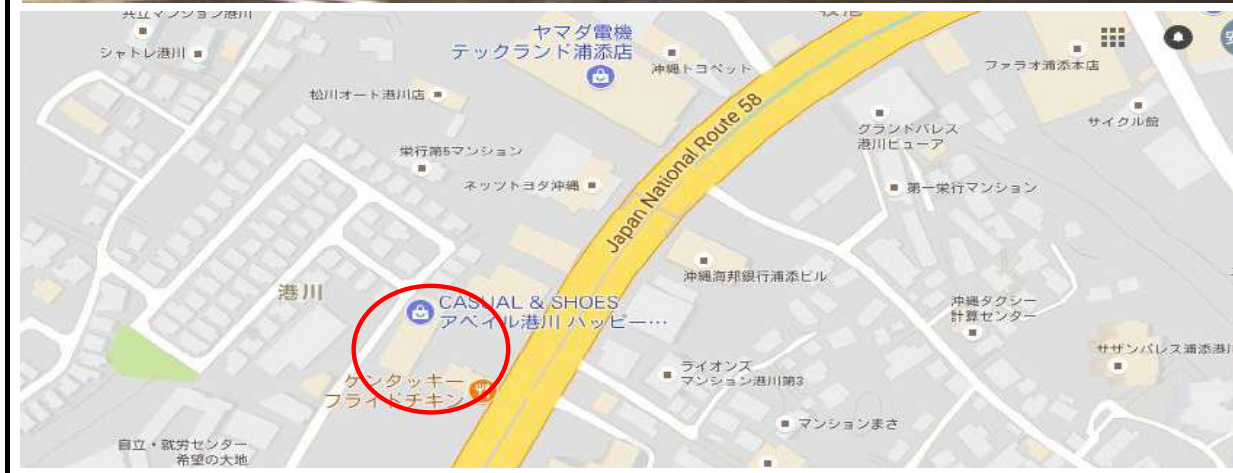 共立マンション港川
シャトレ港川
ヤマダ電機
テックランド浦添店
沖縄トヨペット
ファラオ浦添本店
サイクル館
松川オート港川店
Japan National Route 58
グランドパレス
港川ビューア
栄行第5マンション
ネッツトヨタ沖縄
第一栄行マンション
沖縄海邦銀行浦添ビル
港川
CASUAL & SHOES
アベイル港川 ハッピー…
沖縄タクシー
計算センター
サザンパレス浦添港川
ライオンズ
マンション港川第3
ケンタッキー
フライドチキン
マンションまさ
自立・就労センター
希望の大地